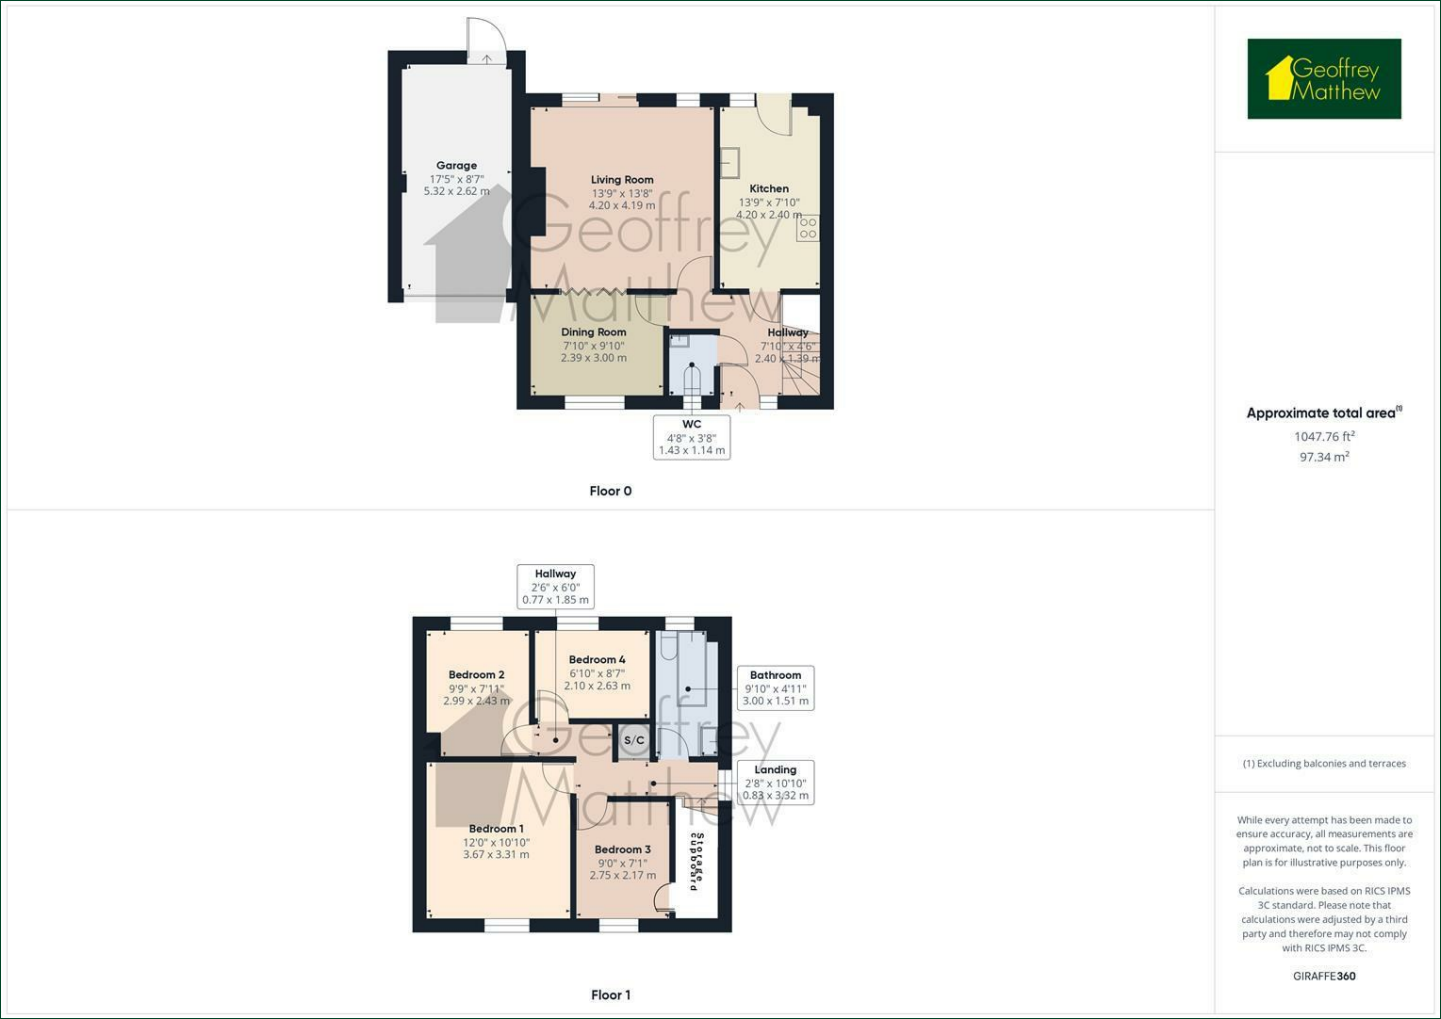 Geoffrey
Matthew
Garage
17'5" x 8'7"
5.32 x 2.62 m
Living Room
13'9" x 13'8"
4.20 x 4.19 m
Kitchen
13'9" x 7'10"
4.20 x 2.40 m
Geoffrey
Matthew
Dining Room
7'10" x 9'10"
2.39 x 3.00 m
Hallway
7'10" x 4'6"
2.40 x 1.39 m
WC
4'8" x 3'8"
1.43 x 1.14 m
Floor 0
Hallway
2'6" x 6'0"
0.77 x 1.85 m
Bedroom 2
9'9" x 7'11"
2.99 x 2.43 m
Bedroom 4
6'10" x 8'7"
2.10 x 2.63 m
Bathroom
9'10" x 4'11"
3.00 x 1.51 m
S/C
Geoffrey
Matthew
Landing
2'8" x 10'10"
0.83 x 3.32 m
Bedroom 1
12'0" x 10'10"
3.67 x 3.31 m
Bedroom 3
9'0" x 7'1"
2.75 x 2.17 m
Storage
cupboard
Floor 1
Approximate total area(1)
1047.76 ft²
97.34 m²
(1) Excluding balconies and terraces
While every attempt has been made to
ensure accuracy, all measurements are
approximate, not to scale. This floor
plan is for illustrative purposes only.
Calculations were based on RICS IPMS
3C standard. Please note that
calculations were adjusted by a third
party and therefore may not comply
with RICS IPMS 3C.
GIRAFFE360